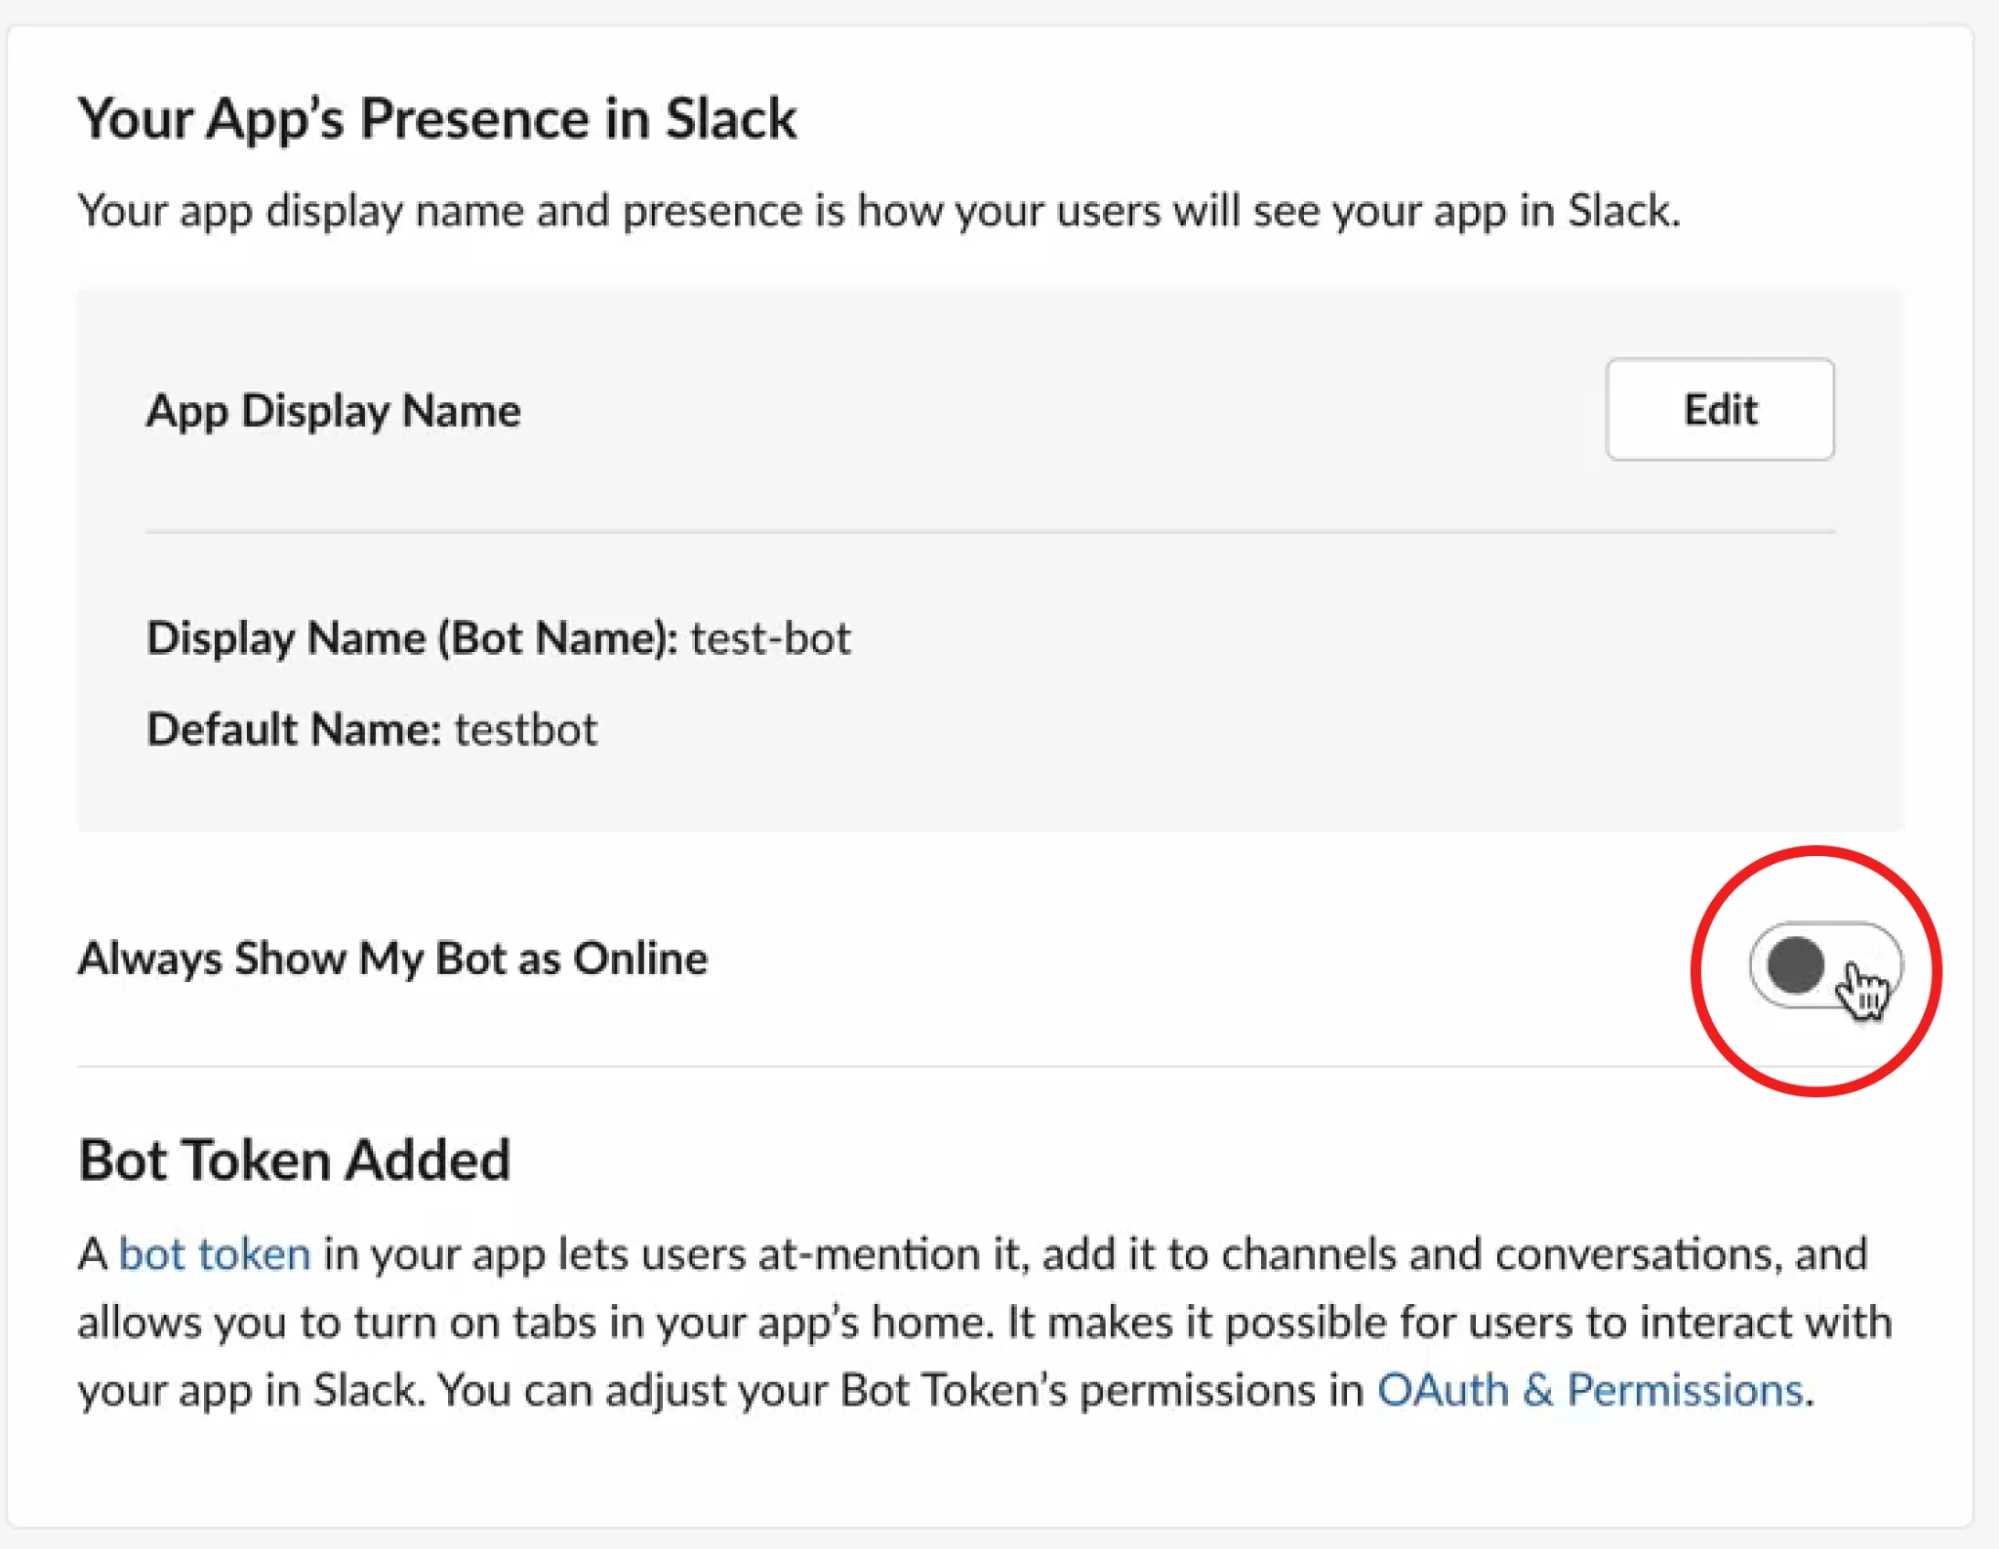 Your App's Presence in Slack
Your app display name and presence is how your users will see your app in Slack.
App Display Name
Edit
Display Name (Bot Name): test-bot
Default Name: testbot
Always Show My Bot as Online
Bot Token Added
A bot token in your app lets users at-mention it, add it to channels and conversations, and
allows you to turn on tabs in your app's home. It makes it possible for users to interact with
your app in Slack. You can adjust your Bot Token's permissions in OAuth & Permissions.